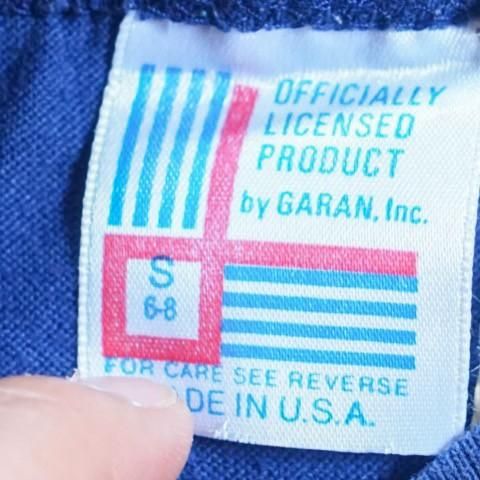 OFFICIALLY
LICENSED
PRODUCT
by GARAN, Inc.
S
6-8
FOR CARE SEE REVERSE
DE IN U.S.A.